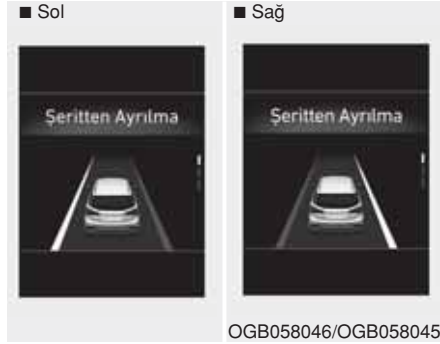 ■ Sol
■ Sağ
Şeritten Ayrılma
Şeritten Ayrılma
OGB058046/OGB058045